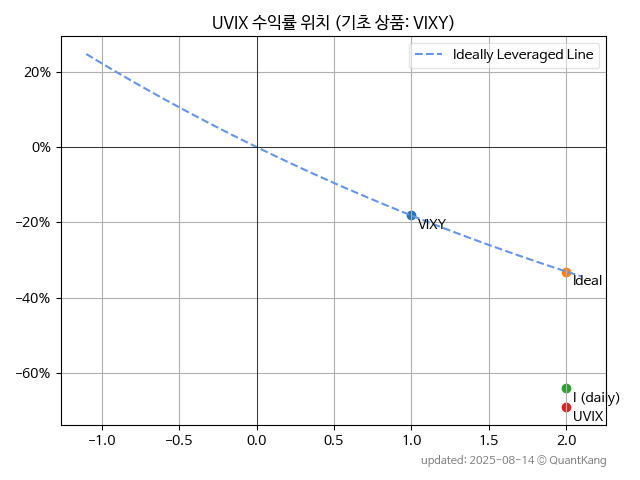 UVIX 수익률 위치 (기초 상품: VIXY)
Ideally Leveraged Line
20%
0%
−20%
−40%
−60%
VIXY
Ideal
I (daily)
UVIX
−1.0 −0.5 0.0 0.5 1.0 1.5 2.0
updated: 2025-08-14 © QuantKang